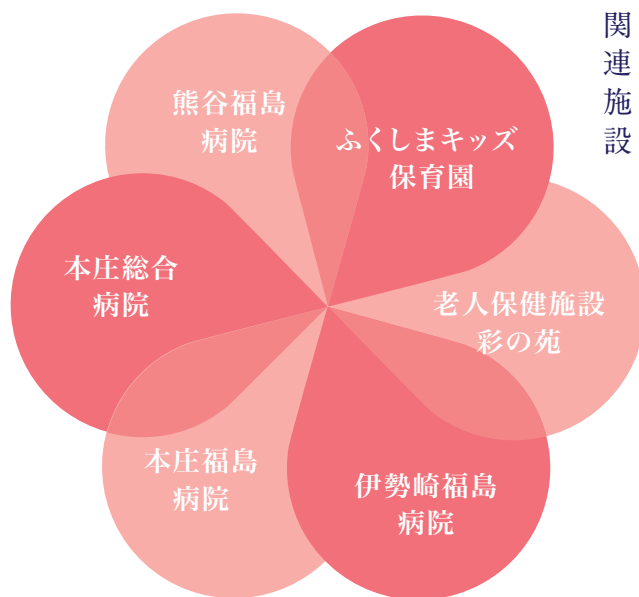 関連施設
熊谷福島
病院
ふくしまキッズ
保育園
本庄総合
病院
老人保健施設
彩の苑
本庄福島
病院
伊勢崎福島
病院